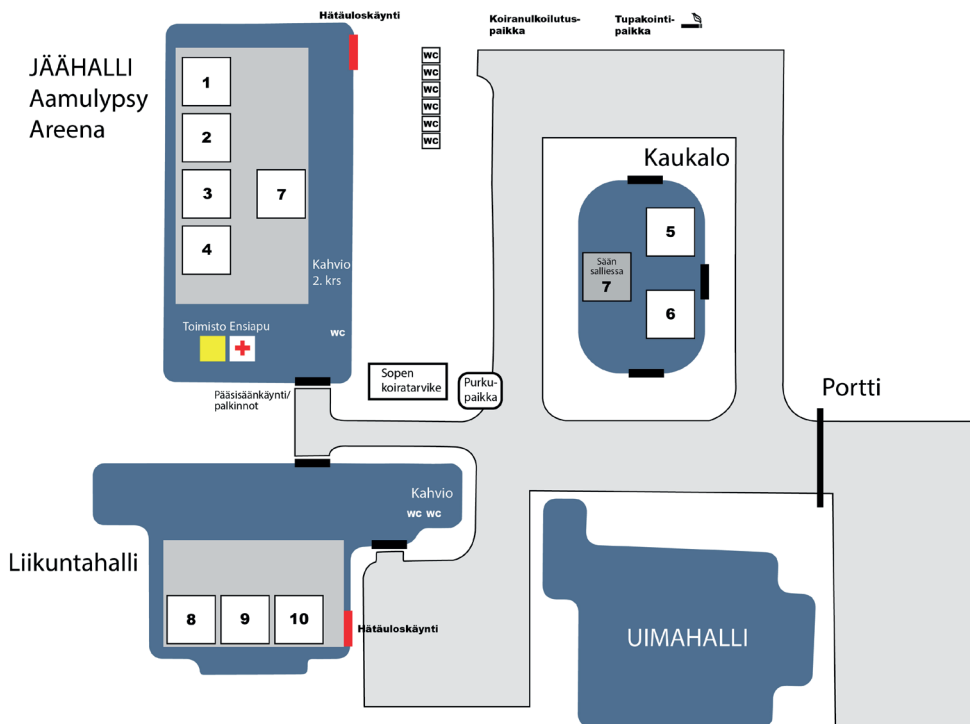 Hätäuloskäynti
Koiranulkoilutus-
paikka
Tupakointi-
paikka
JÄÄHALLI
Aamulypsy
Areena
1
2
3
4
7
Kahvio
2. krs
WC
WC
WC
WC
WC
WC
Kaukalo
5
Sään
salliessa
7
6
Toimisto Ensiapu
WC
Pääsisäänkäynti/
palkinnot
Sopen
koiratarvike
Purku-
paikka
Portti
Kahvio
WC WC
Liikuntahalli
8
9
10
Hätäuloskäynti
UIMAHALLI